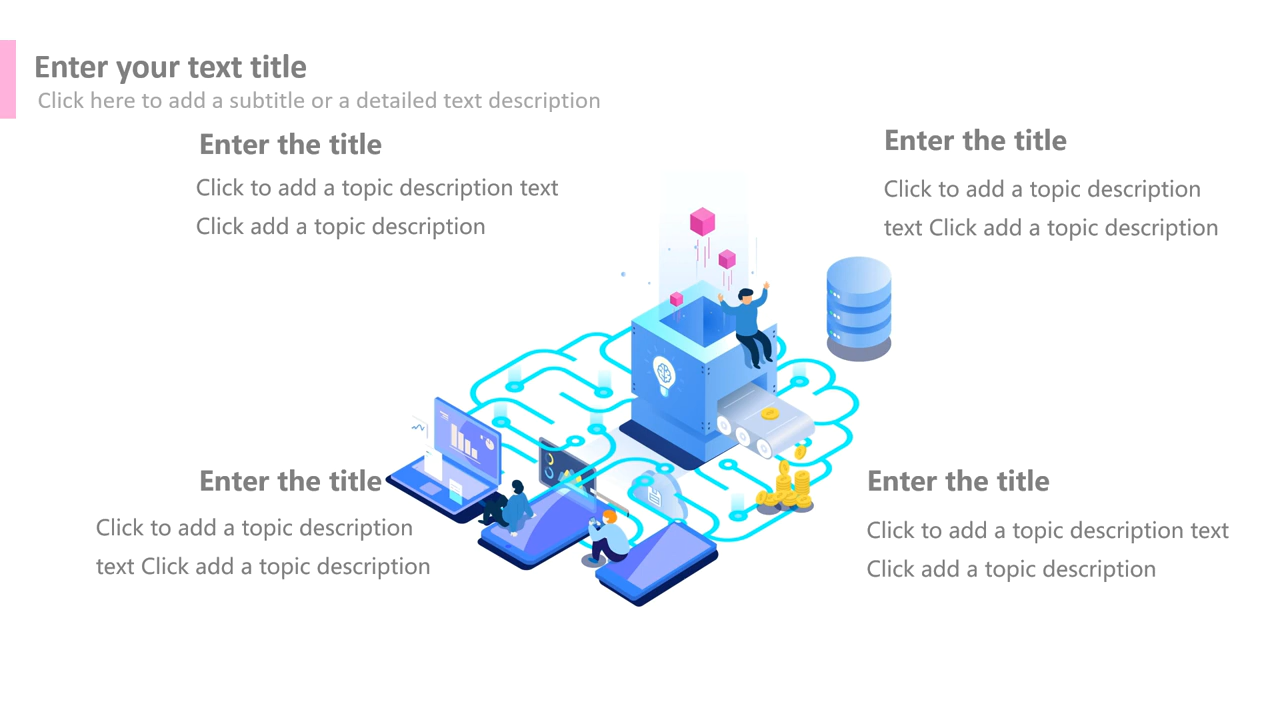 Enter your text title
Click here to add a subtitle or a detailed text description
Enter the title
Click to add a topic description text
Click add a topic description
Enter the title
Click to add a topic description
text Click add a topic description
Enter the title
Click to add a topic description
text Click add a topic description
Enter the title
Click to add a topic description text
Click add a topic description